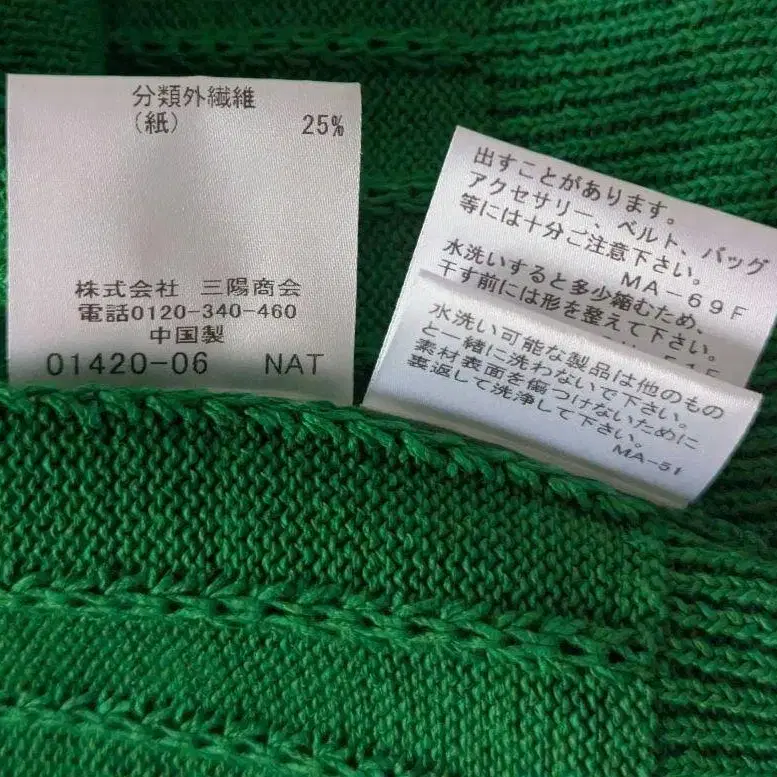 分類外繊維
(紙) 25%
株式会社 三陽商会
電話0120-340-460
中国製
01420-06 NAT
出すことがあります。
アクセサリー、ベルト、バッグ
等には十分ご注意下さい。
MA-69F
水洗いすると多少縮むため、
干す前には形を整えて下さい。
水洗い可能な製品は他のもの
と一緒に洗わないで下さい。
素材表面を傷つけないために
裏返して洗浄して下さい。
MA-51